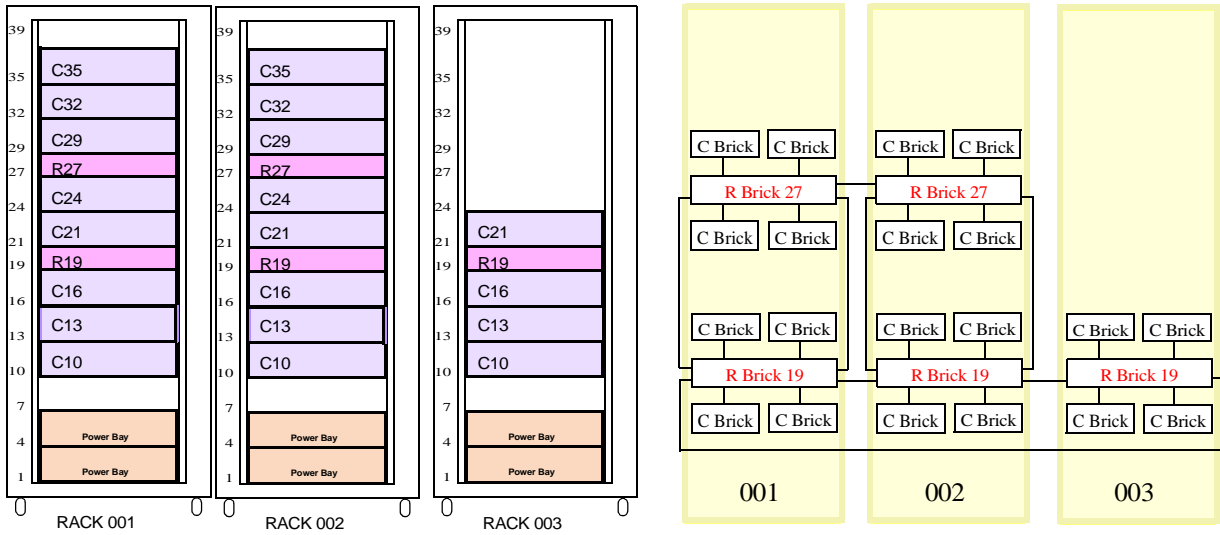 39
35
32
29
27
24
21
19
16
13
10
7
4
1
C35
C32
C29
R27
C24
C21
R19
C16
C13
C10
Power Bay
Power Bay
RACK 001
39
35
32
29
27
24
21
19
16
13
10
7
4
1
C35
C32
C29
R27
C24
C21
R19
C16
C13
C10
Power Bay
Power Bay
RACK 002
39
35
32
29
27
24
21
19
16
13
10
7
4
1
C21
R19
C16
C13
C10
Power Bay
Power Bay
RACK 003
C Brick C Brick
R Brick 27
C Brick C Brick
C Brick C Brick
R Brick 19
C Brick C Brick
001
C Brick C Brick
R Brick 27
C Brick C Brick
C Brick C Brick
R Brick 19
C Brick C Brick
002
C Brick C Brick
R Brick 19
C Brick C Brick
003